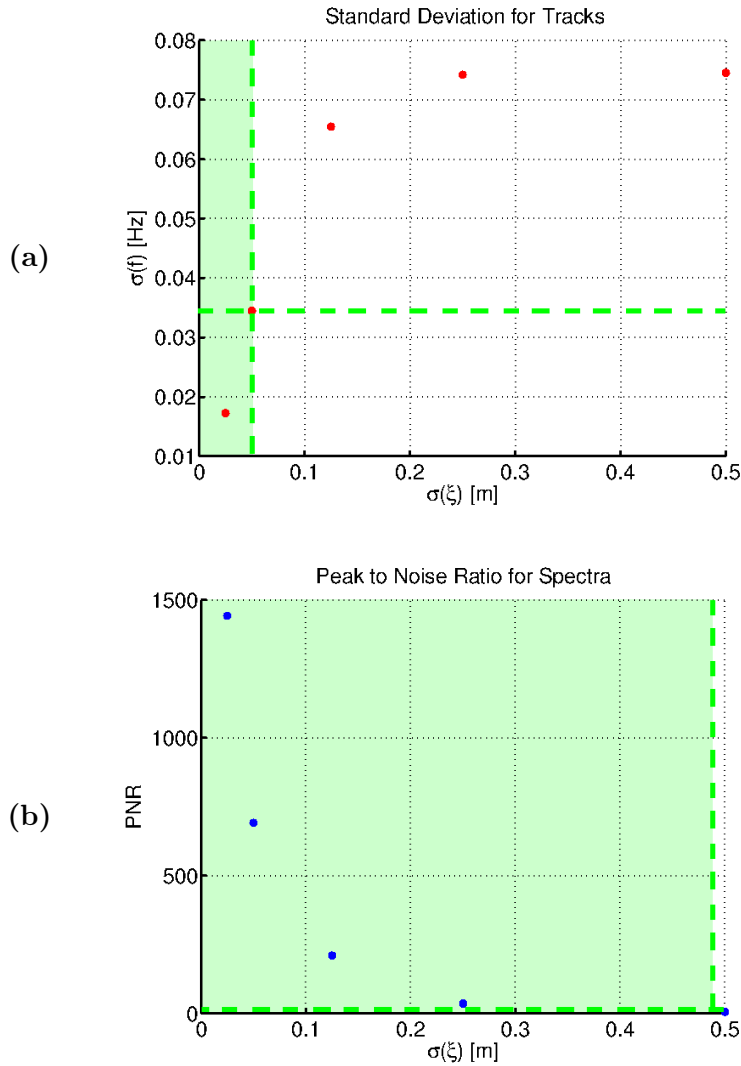 Standard Deviation for Tracks
0.08
0.07
0.06
0.05
0.04
0.03
0.02
0.01
σ(f) [Hz]
(a)
0 0.1 0.2 0.3 0.4 0.5
σ(ξ) [m]
Peak to Noise Ratio for Spectra
1500
1000
500
0
PNR
(b)
0 0.1 0.2 0.3 0.4 0.5
σ(ξ) [m]